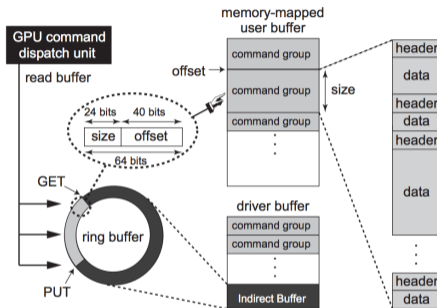 GPU command
dispatch unit
read buffer
24 bits
40 bits
size
offset
64 bits
GET
ring buffer
PUT
memory-mapped
user buffer
command group
offset
command group
size
command group
driver buffer
command group
command group
Indirect Buffer
header
data
header
data
header
data
header
data